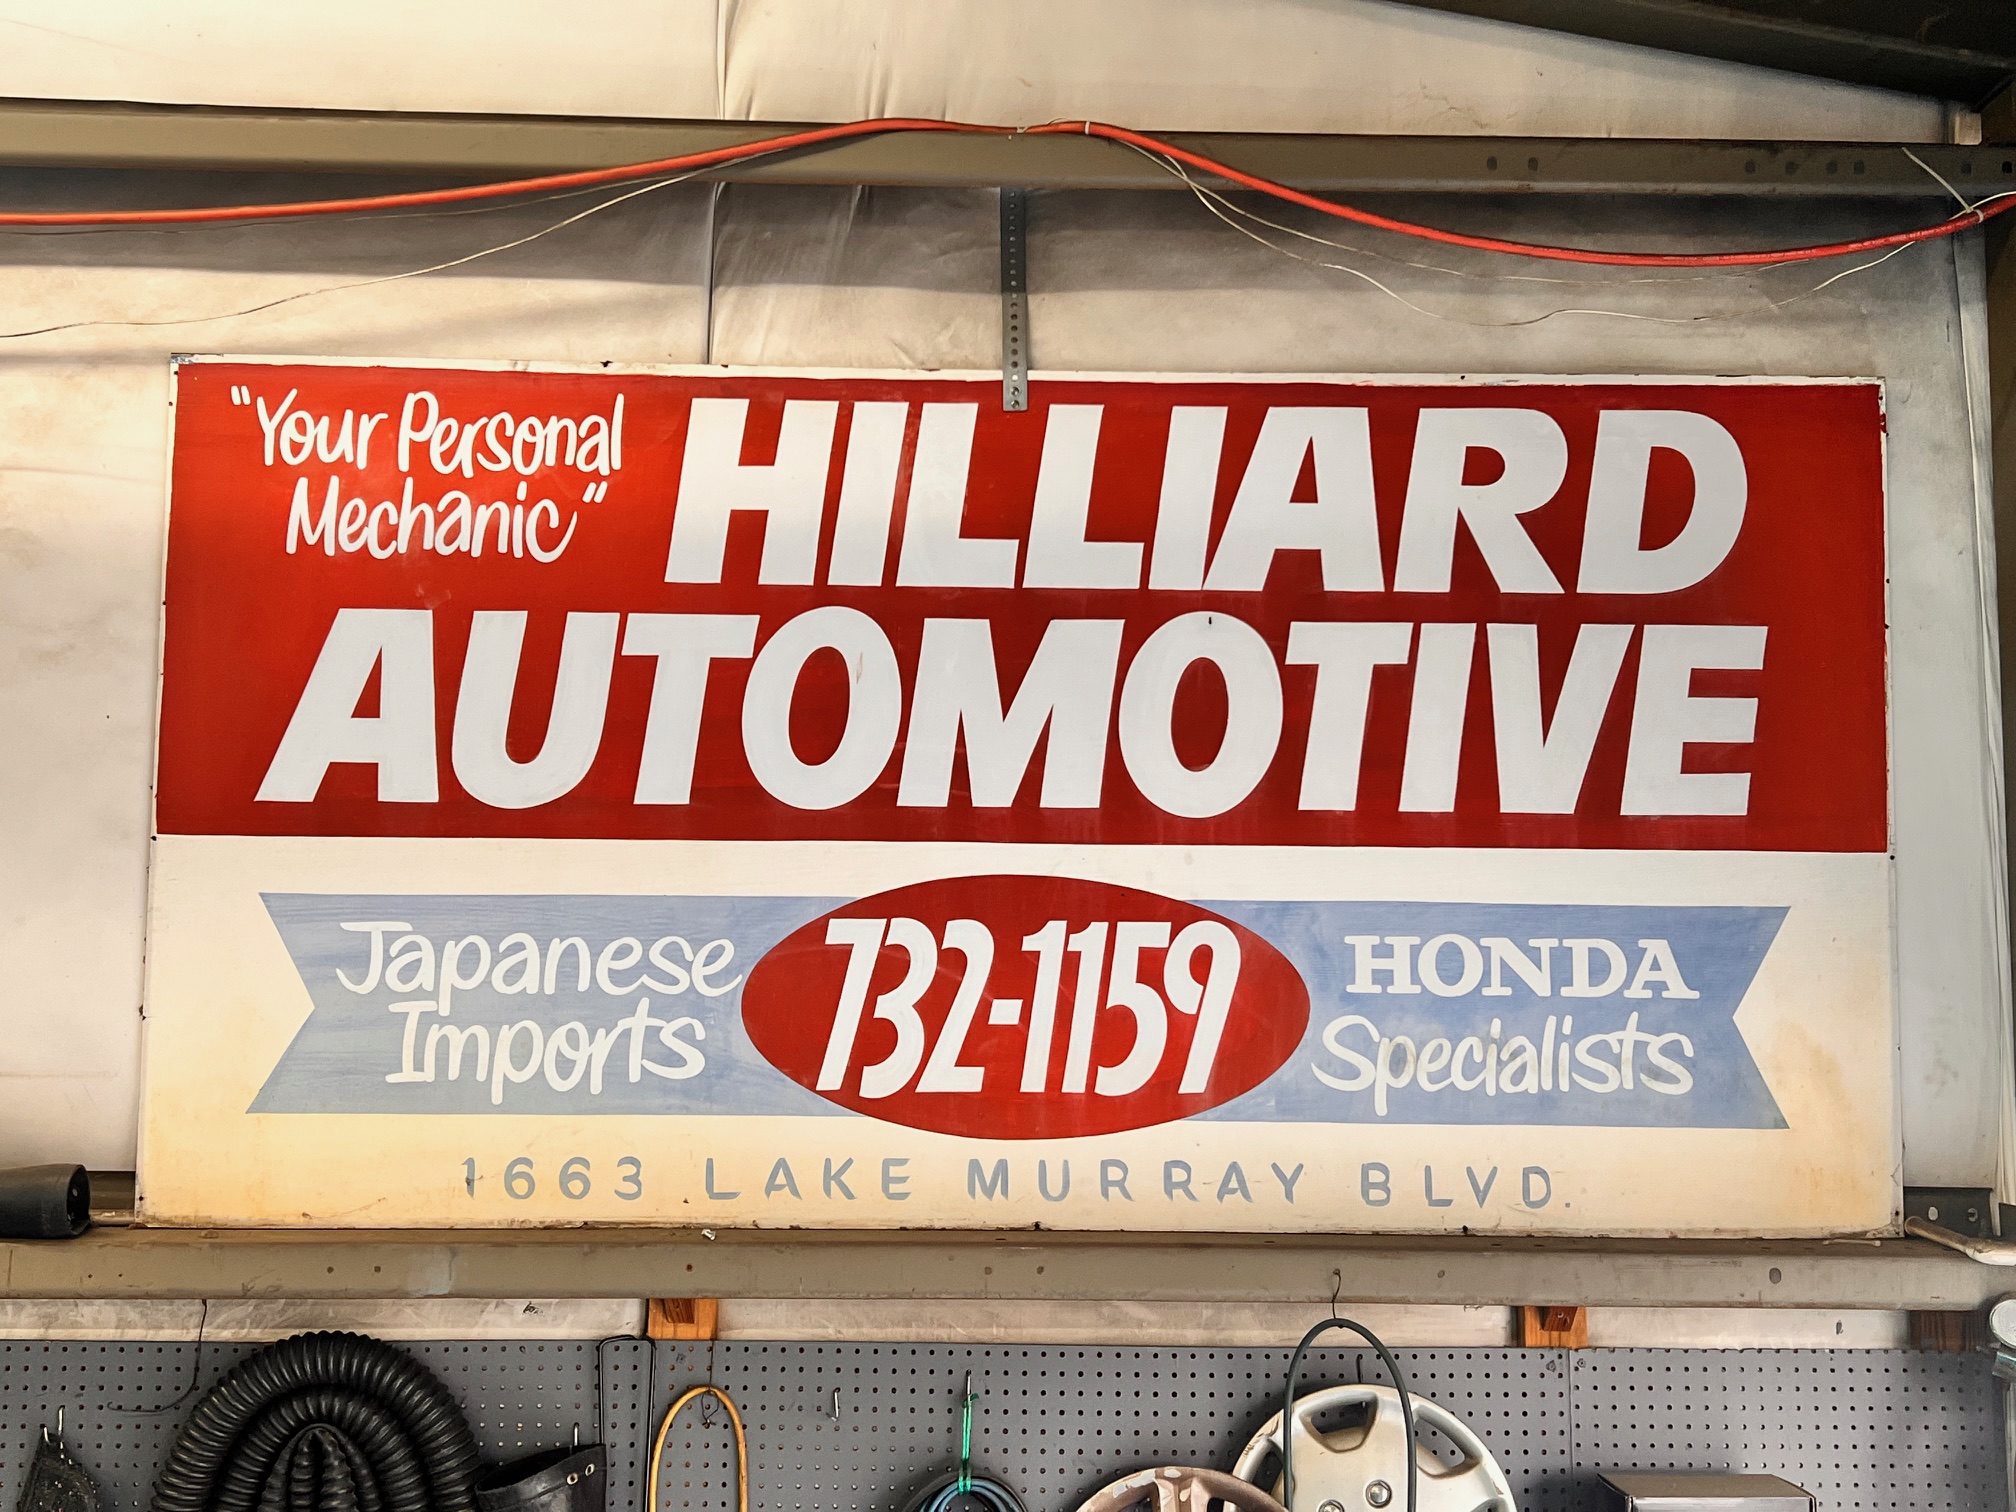 "Your Personal
Mechanic"
HILLIARD
AUTOMOTIVE
Japanese
Imports
732-1159
HONDA
Specialists
1663 LAKE MURRAY BLVD.